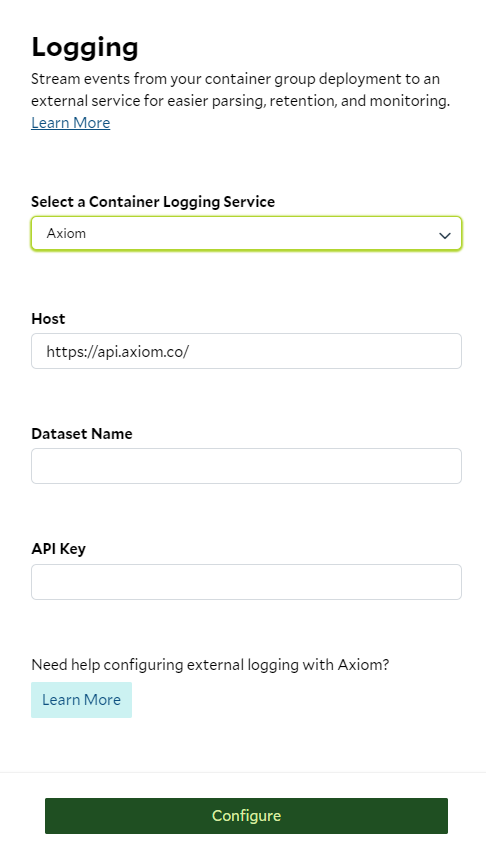 Logging
Stream events from your container group deployment to an
external service for easier parsing, retention, and monitoring.
Learn More
Select a Container Logging Service
Axiom
Host
https://api.axiom.co/
Dataset Name
API Key
Need help configuring external logging with Axiom?
Learn More
Configure